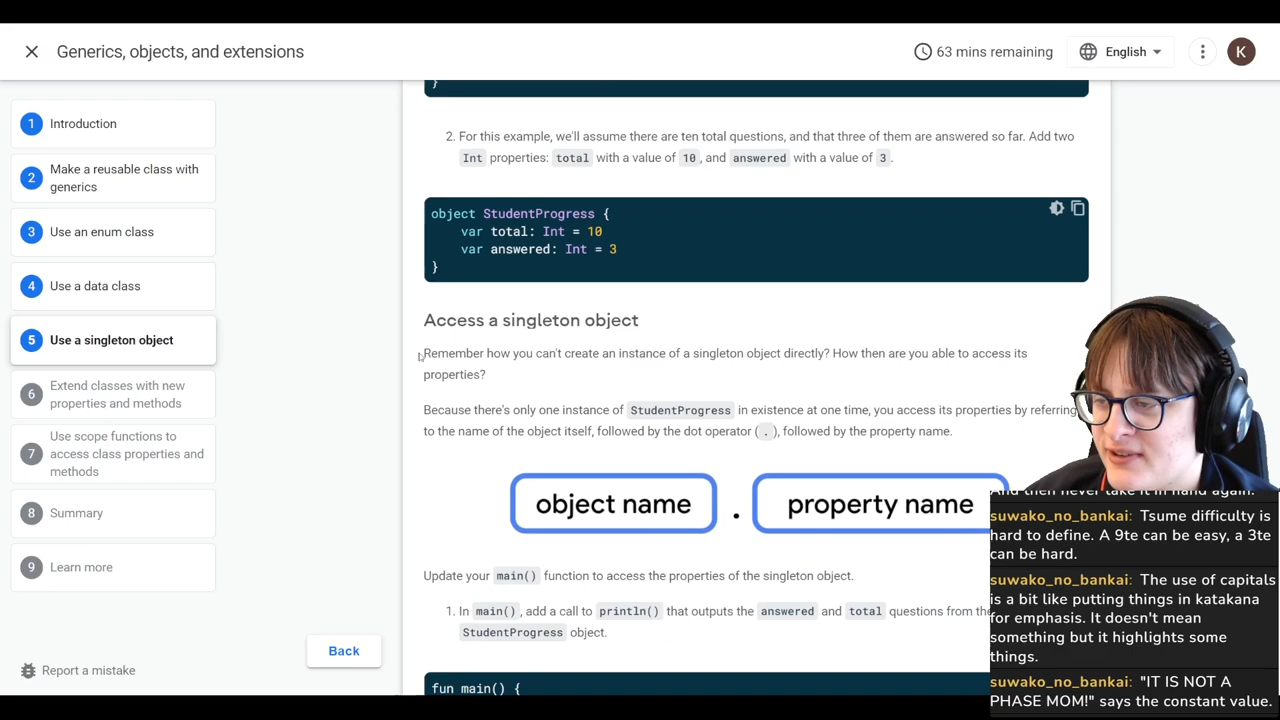 Generics, objects, and extensions
63 mins remaining
English
K
1 Introduction
2 Make a reusable class with
generics
3 Use an enum class
4 Use a data class
5 Use a singleton object
6 Extend classes with new
properties and methods
7 Use scope functions to
access class properties and
methods
8 Summary
9 Learn more
Report a mistake
Back
}
2. For this example, we'll assume there are ten total questions, and that three of them are answered so far. Add two
Int properties: total with a value of 10, and answered with a value of 3.
object StudentProgress {
var total: Int = 10
var answered: Int = 3
}
Access a singleton object
Remember how you can't create an instance of a singleton object directly? How then are you able to access its
properties?
Because there's only one instance of StudentProgress in existence at one time, you access its properties by referring
to the name of the object itself, followed by the dot operator (.), followed by the property name.
object name . property name
Update your main() function to access the properties of the singleton object.
1. In main(), add a call to println() that outputs the answered and total questions from the
StudentProgress object.
fun main() {
And then never take it in hand again.
suwako_no_bankai: Tsume difficulty is
hard to define. A 9te can be easy, a 3te
can be hard.
suwako_no_bankai: The use of capitals
is a bit like putting things in katakana
for emphasis. It doesn't mean
something but it highlights some
things.
suwako_no_bankai: "IT IS NOT A
PHASE MOM!" says the constant value.